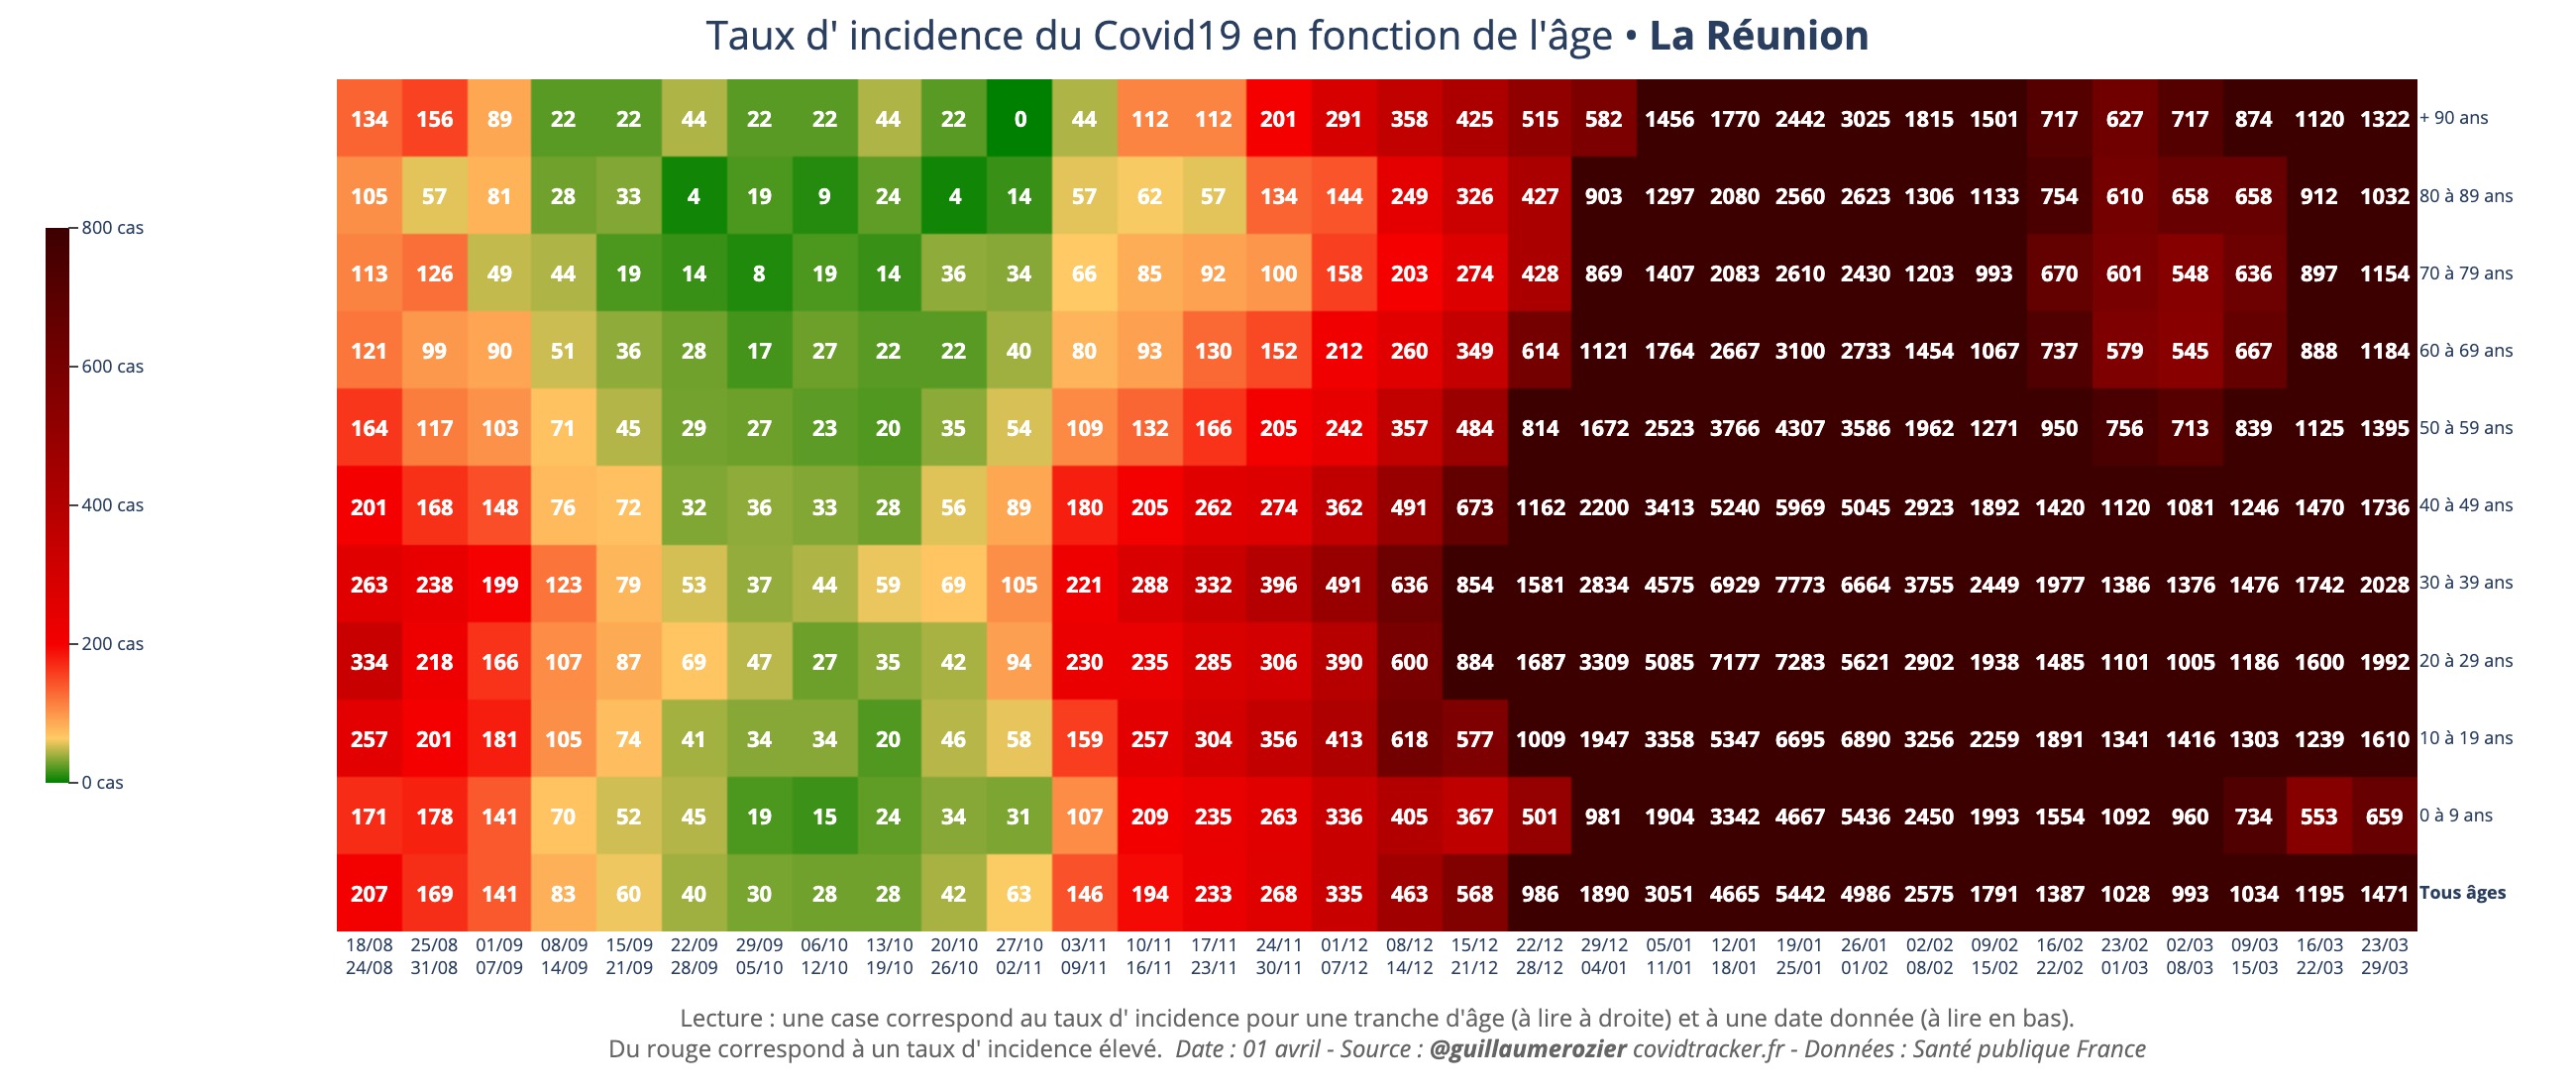 Taux d' incidence du Covid19 en fonction de l'âge • La Réunion
800 cas
600 cas
400 cas
200 cas
0 cas
134 156 89 22 22 44 22 22 44 22 0 44 112 112 201 291 358 425 515 582 1456 1770 2442 3025 1815 1501 717 627 717 874 1120 1322 + 90 ans
105 57 81 28 33 4 19 9 24 4 14 57 62 57 134 144 249 326 427 903 1297 2080 2560 2623 1306 1133 754 610 658 658 912 1032 80 à 89 ans
113 126 49 44 19 14 8 19 14 36 34 66 85 92 100 158 203 274 428 869 1407 2083 2610 2430 1203 993 670 601 548 636 897 1154 70 à 79 ans
121 99 90 51 36 28 17 27 22 22 40 80 93 130 152 212 260 349 614 1121 1764 2667 3100 2733 1454 1067 737 579 545 667 888 1184 60 à 69 ans
164 117 103 71 45 29 27 23 20 35 54 109 132 166 205 242 357 484 814 1672 2523 3766 4307 3586 1962 1271 950 756 713 839 1125 1395 50 à 59 ans
201 168 148 76 72 32 36 33 28 56 89 180 205 262 274 362 491 673 1162 2200 3413 5240 5969 5045 2923 1892 1420 1120 1081 1246 1470 1736 40 à 49 ans
263 238 199 123 79 53 37 44 59 69 105 221 288 332 396 491 636 854 1581 2834 4575 6929 7773 6664 3755 2449 1977 1386 1376 1476 1742 2028 30 à 39 ans
334 218 166 107 87 69 47 27 35 42 94 230 235 285 306 390 600 884 1687 3309 5085 7177 7283 5621 2902 1938 1485 1101 1005 1186 1600 1992 20 à 29 ans
257 201 181 105 74 41 34 34 20 46 58 159 257 304 356 413 618 577 1009 1947 3358 5347 6695 6890 3256 2259 1891 1341 1416 1303 1239 1610 10 à 19 ans
171 178 141 70 52 45 19 15 24 34 31 107 209 235 263 336 405 367 501 981 1904 3342 4667 5436 2450 1993 1554 1092 960 734 553 659 0 à 9 ans
207 169 141 83 60 40 30 28 28 42 63 146 194 233 268 335 463 568 986 1890 3051 4665 5442 4986 2575 1791 1387 1028 993 1034 1195 1471 Tous âges
18/08 25/08 01/09 08/09 15/09 22/09 29/09 06/10 13/10 20/10 27/10 03/11 10/11 17/11 24/11 01/12 08/12 15/12 22/12 29/12 05/01 12/01 19/01 26/01 02/02 09/02 16/02 23/02 02/03 09/03 16/03 23/03
24/08 31/08 07/09 14/09 21/09 28/09 05/10 12/10 19/10 26/10 02/11 09/11 16/11 23/11 30/11 07/12 14/12 21/12 28/12 04/01 11/01 18/01 25/01 01/02 08/02 15/02 22/02 01/03 08/03 15/03 22/03 29/03
Lecture : une case correspond au taux d' incidence pour une tranche d'âge (à lire à droite) et à une date donnée (à lire en bas).
Du rouge correspond à un taux d' incidence élevé. Date : 01 avril - Source : @guillaumerozier covidtracker.fr - Données : Santé publique France